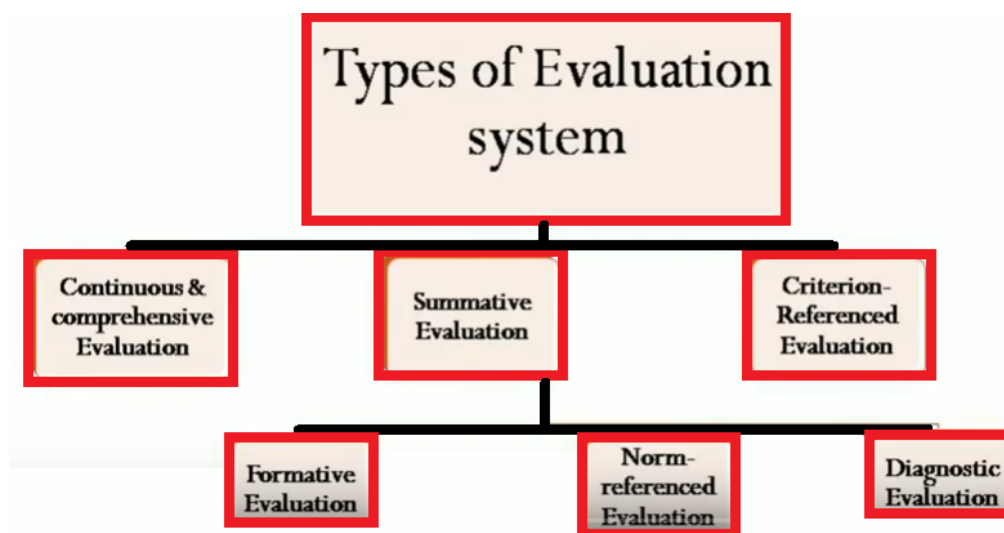 Types of Evaluation
system
Continuous &
comprehensive
Evaluation
Summative
Evaluation
Criterion-
Referenced
Evaluation
Formative
Evaluation
Norm-
referenced
Evaluation
Diagnostic
Evaluation